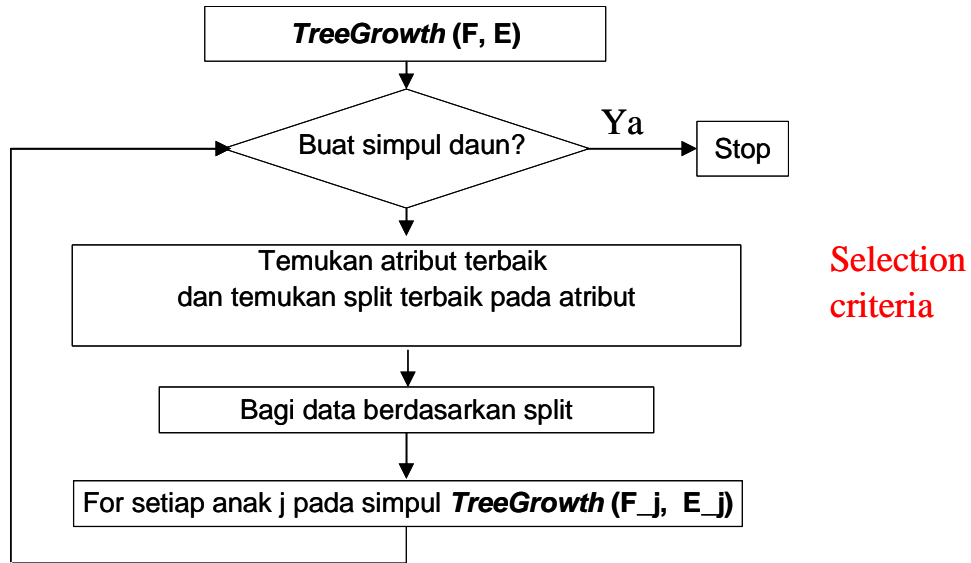 TreeGrowth (F, E)
Buat simpul daun?
Ya
Stop
Temukan atribut terbaik
dan temukan split terbaik pada atribut
Selection
criteria
Bagi data berdasarkan split
For setiap anak j pada simpul TreeGrowth (F_j, E_j)